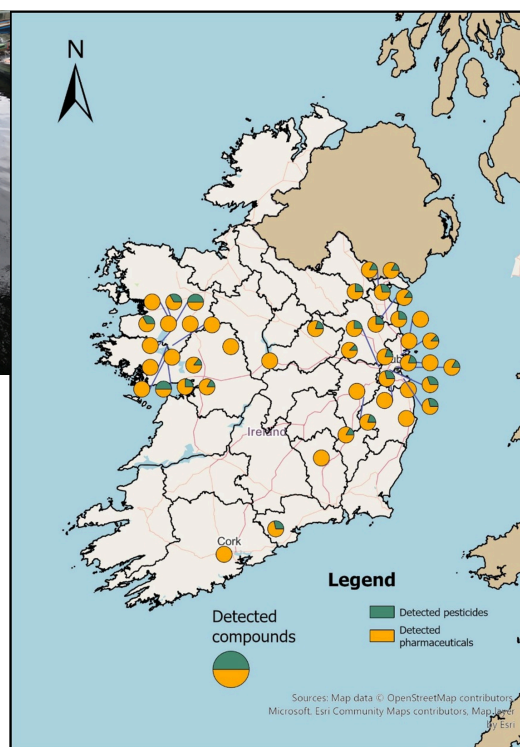 N
Ireland
Cork
Legend
Detected
compounds
Detected pesticides
Detected
pharmaceuticals
Sources: Map data © OpenStreetMap contributors,
Microsoft, Esri Community Maps contributors, Map layer
by Esri